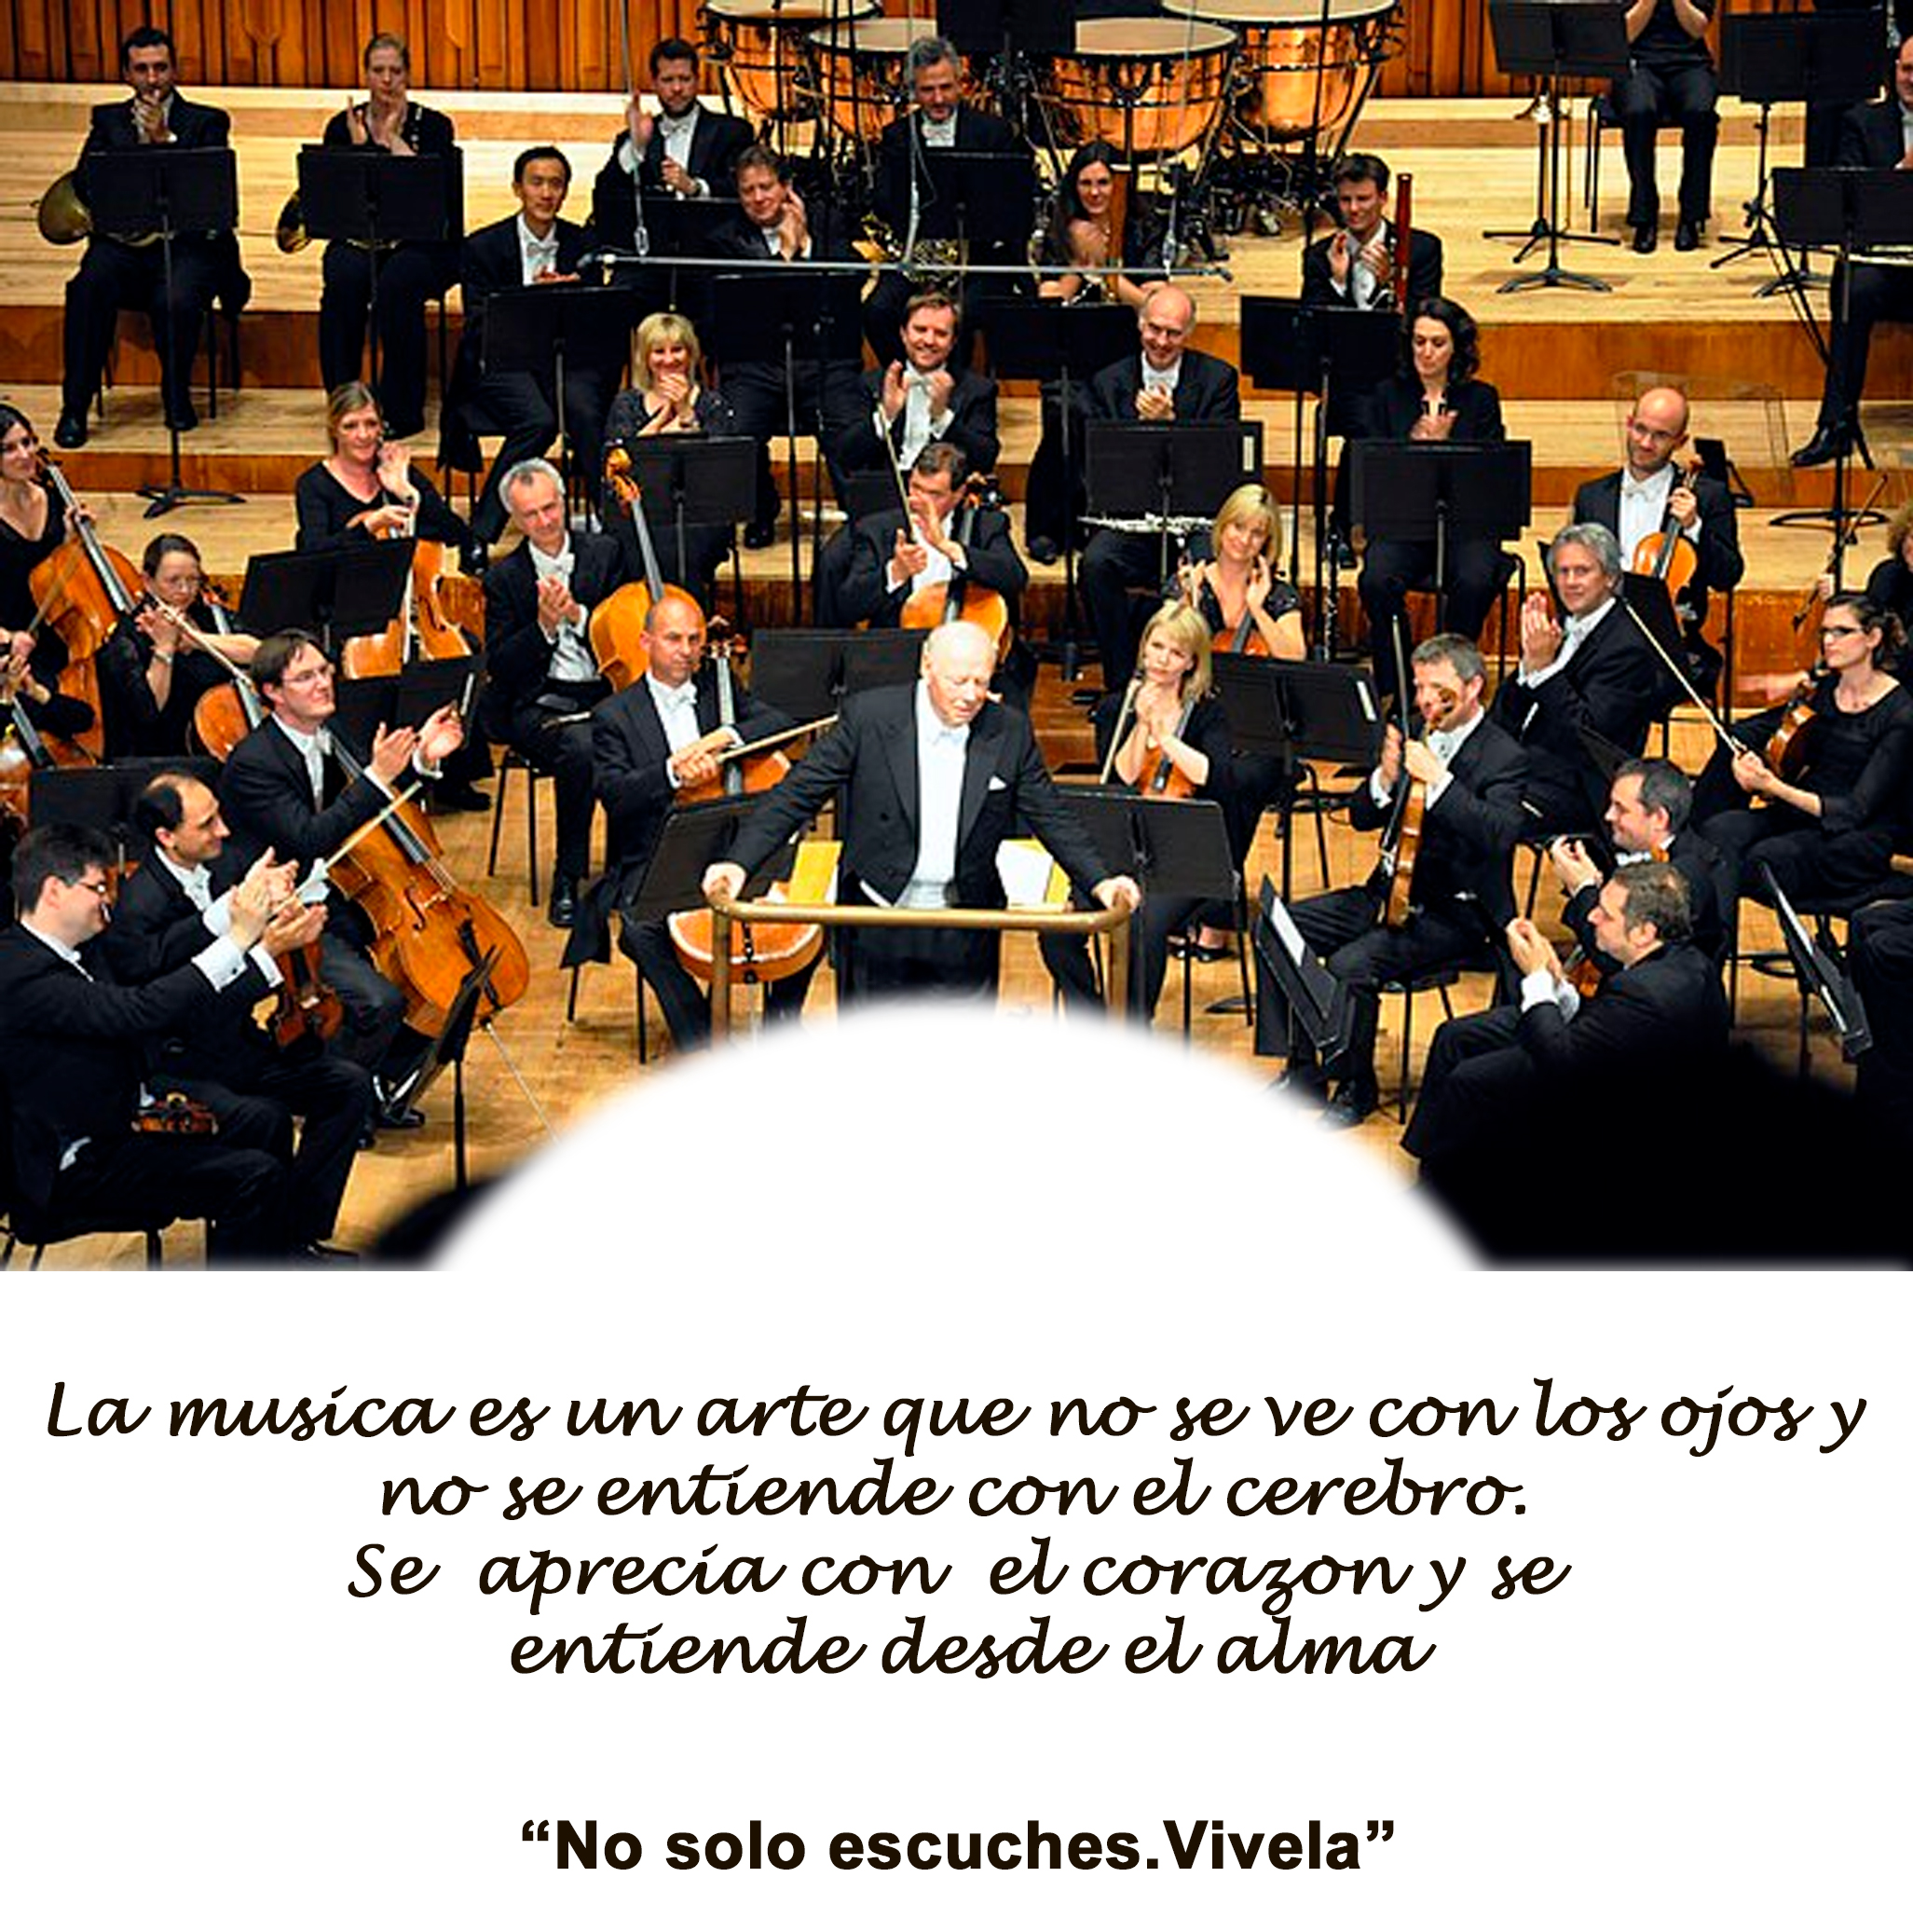 La musica es un arte que no se ve con los ojos y
no se entiende con el cerebro.
Se aprecia con el corazon y se
entiende desde el alma
“No solo escuches.Vivela”